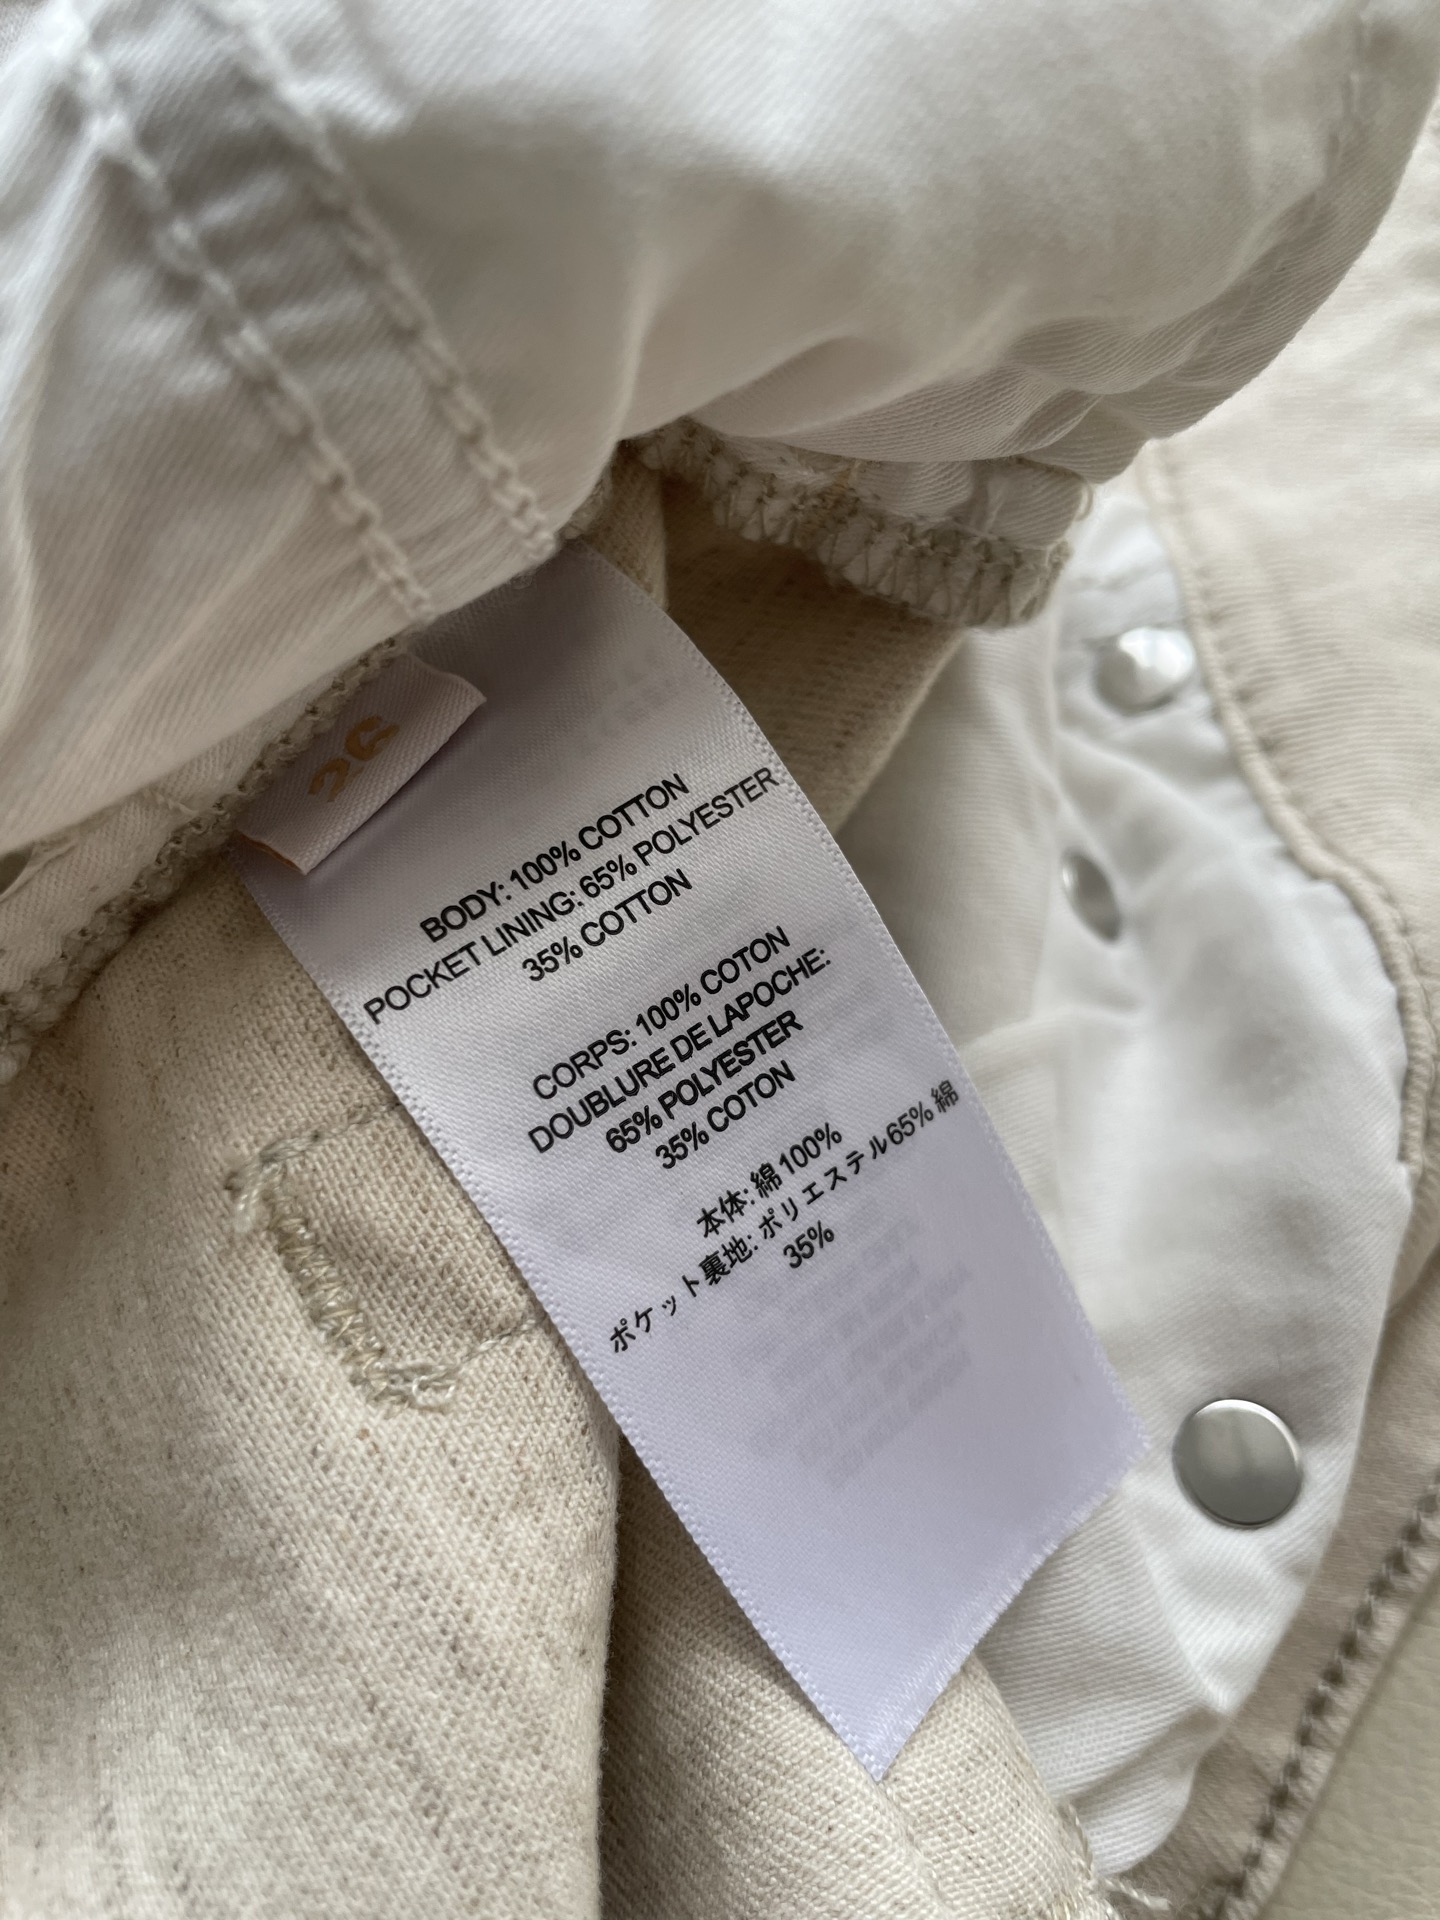 26
BODY: 100% COTTON
POCKET LINING: 65% POLYESTER
35% COTTON
CORPS: 100% COTON
DOUBLURE DE LAPOCHE:
65% POLYESTER
35% COTON
本体: 綿 100%
ポケット裏地: ポリエステル65% 綿
35%